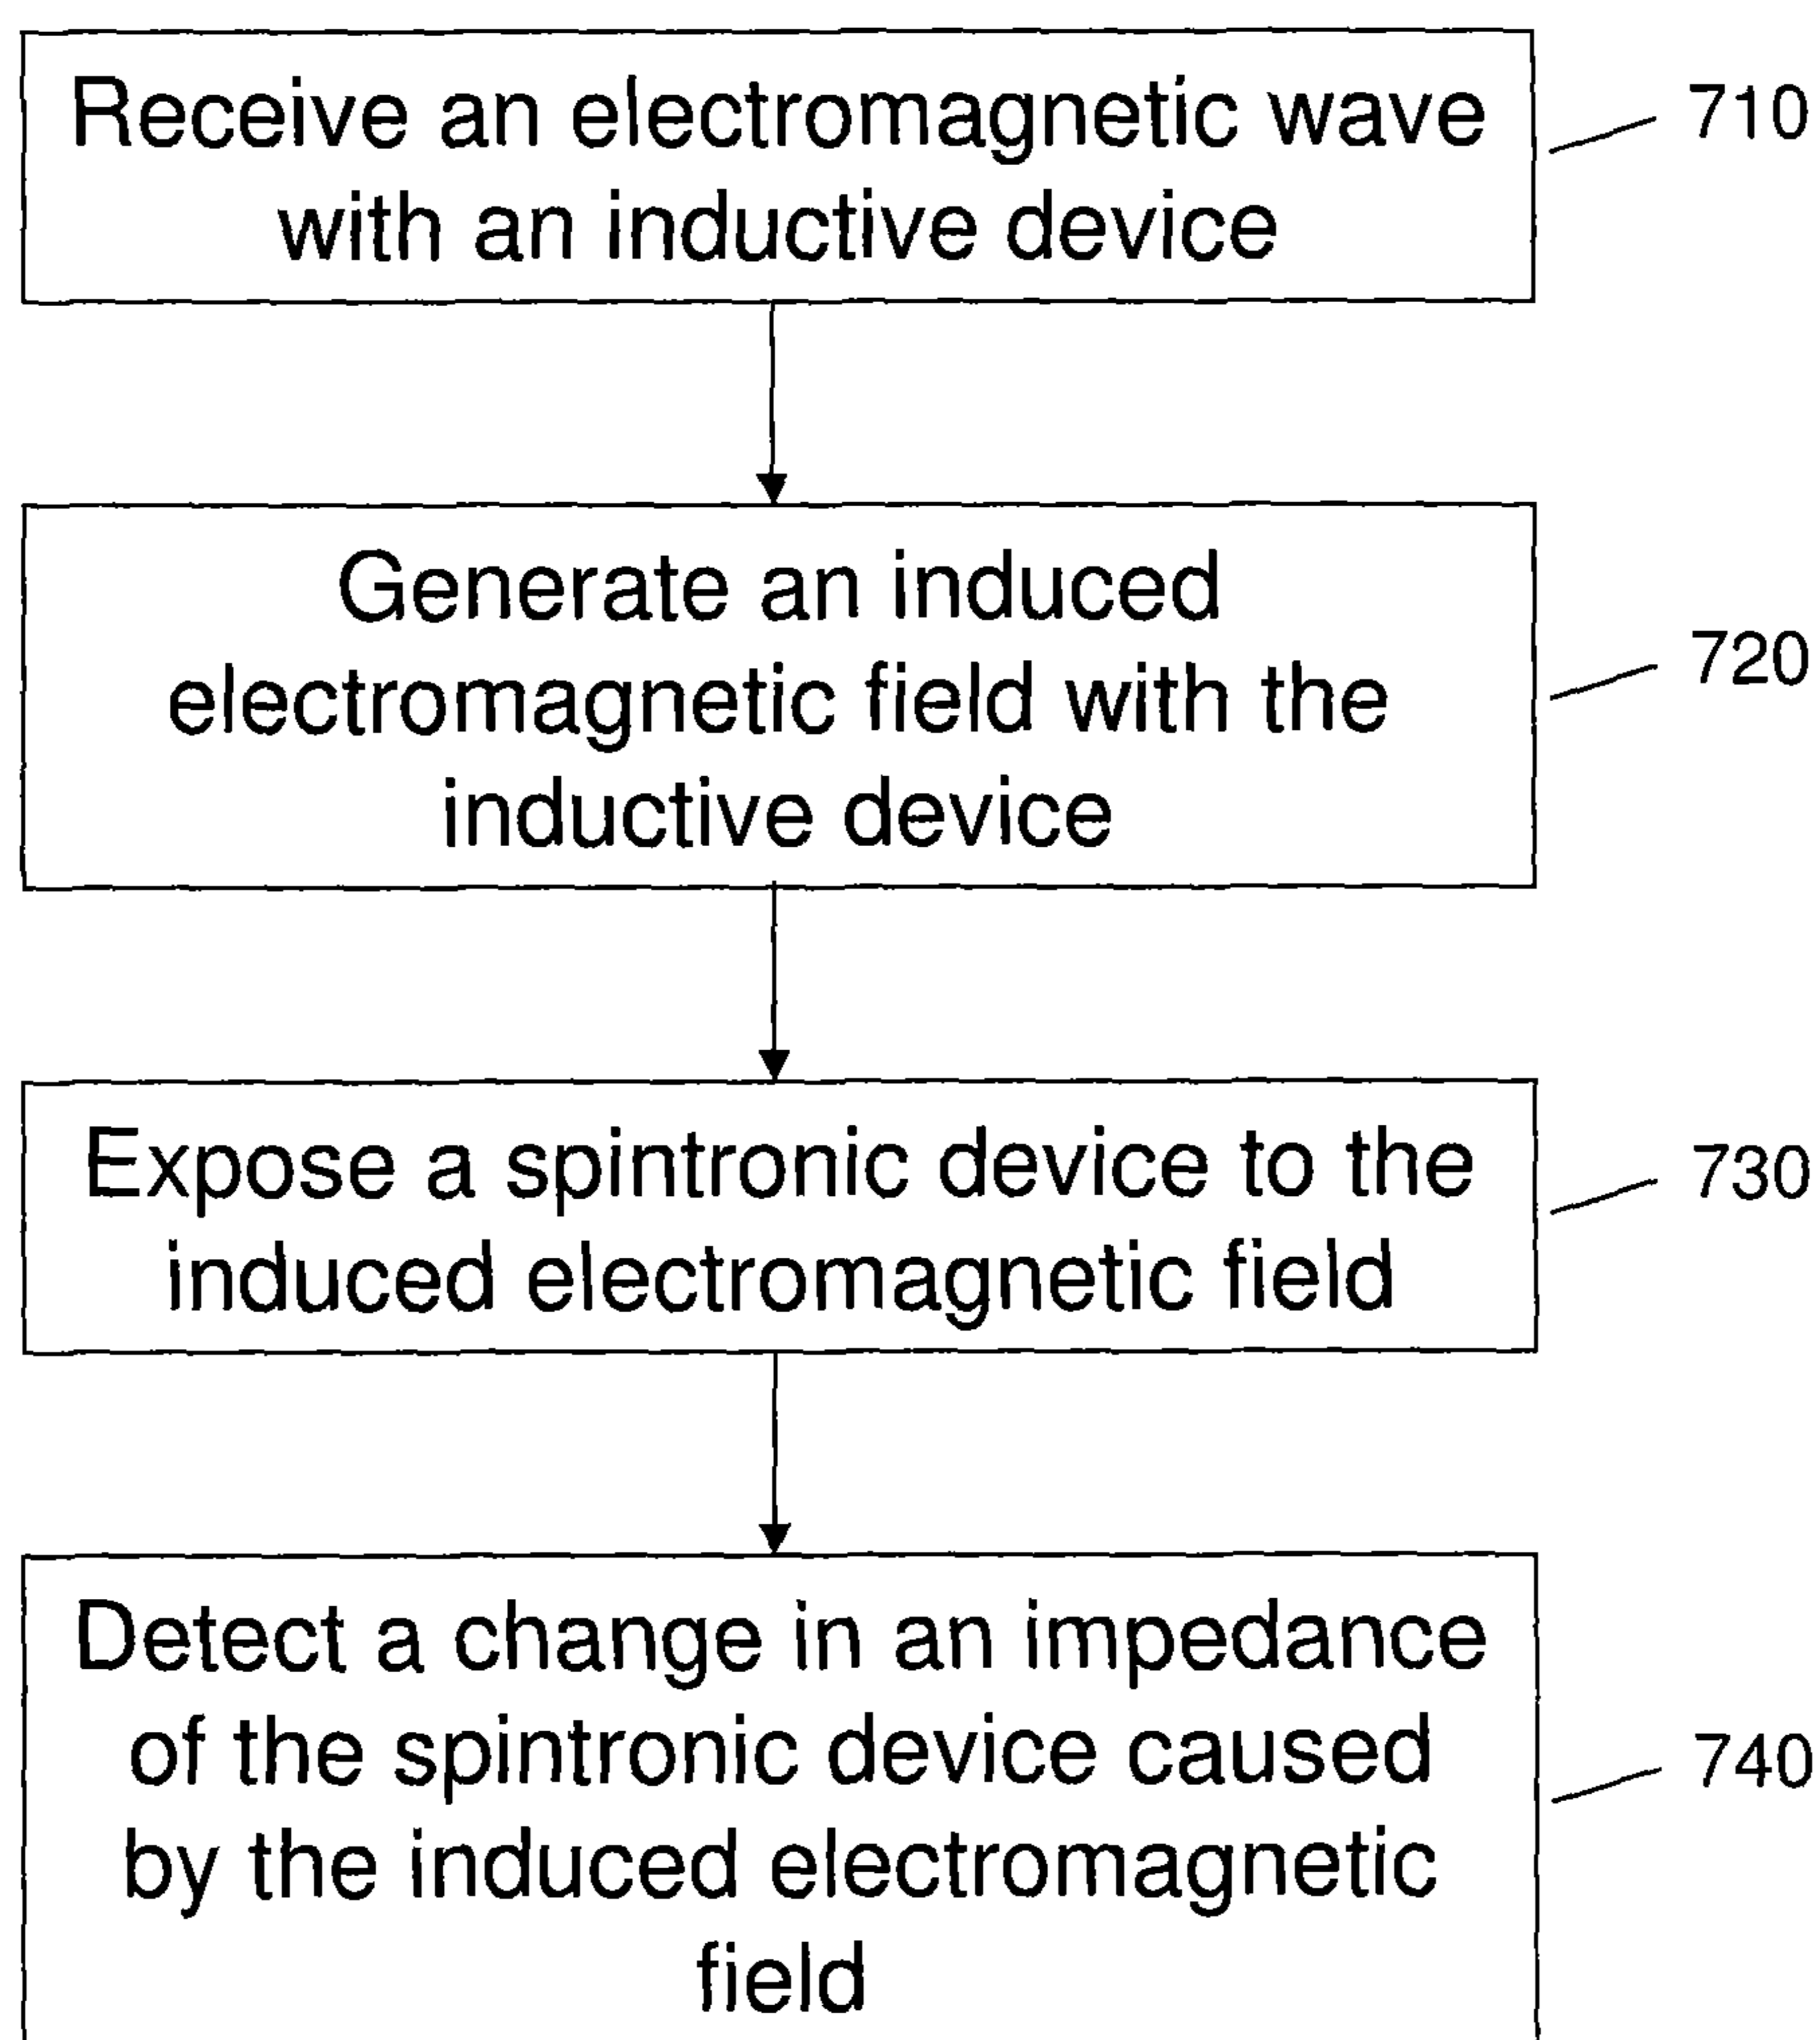 Receive an electromagnetic wave
with an inductive device
710
Generate an induced
electromagnetic field with the
inductive device
720
Expose a spintronic device to the
induced electromagnetic field
730
Detect a change in an impedance
of the spintronic device caused
by the induced electromagnetic
field
740